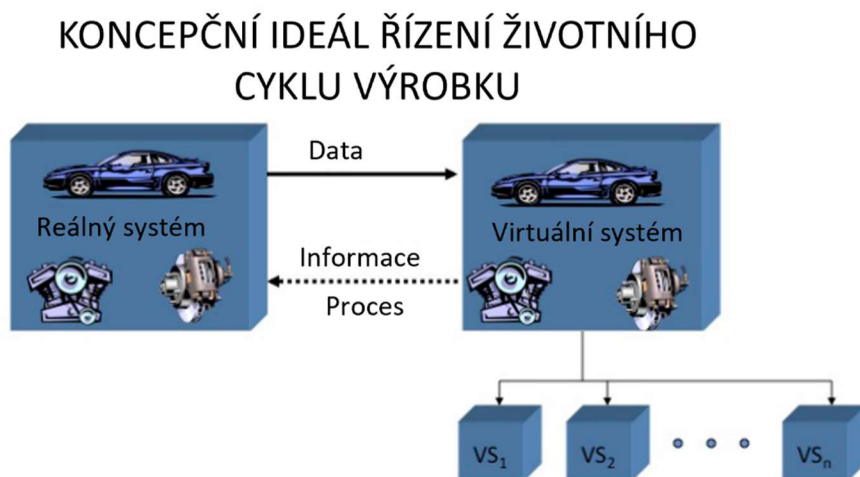 KONCEPČNÍ IDEÁL ŘÍZENÍ ŽIVOTNÍHO
CYKLU VÝROBKU
Data
Reálný systém
Virtuální systém
Informace
Proces
VS₁
VS₂
VSₙ